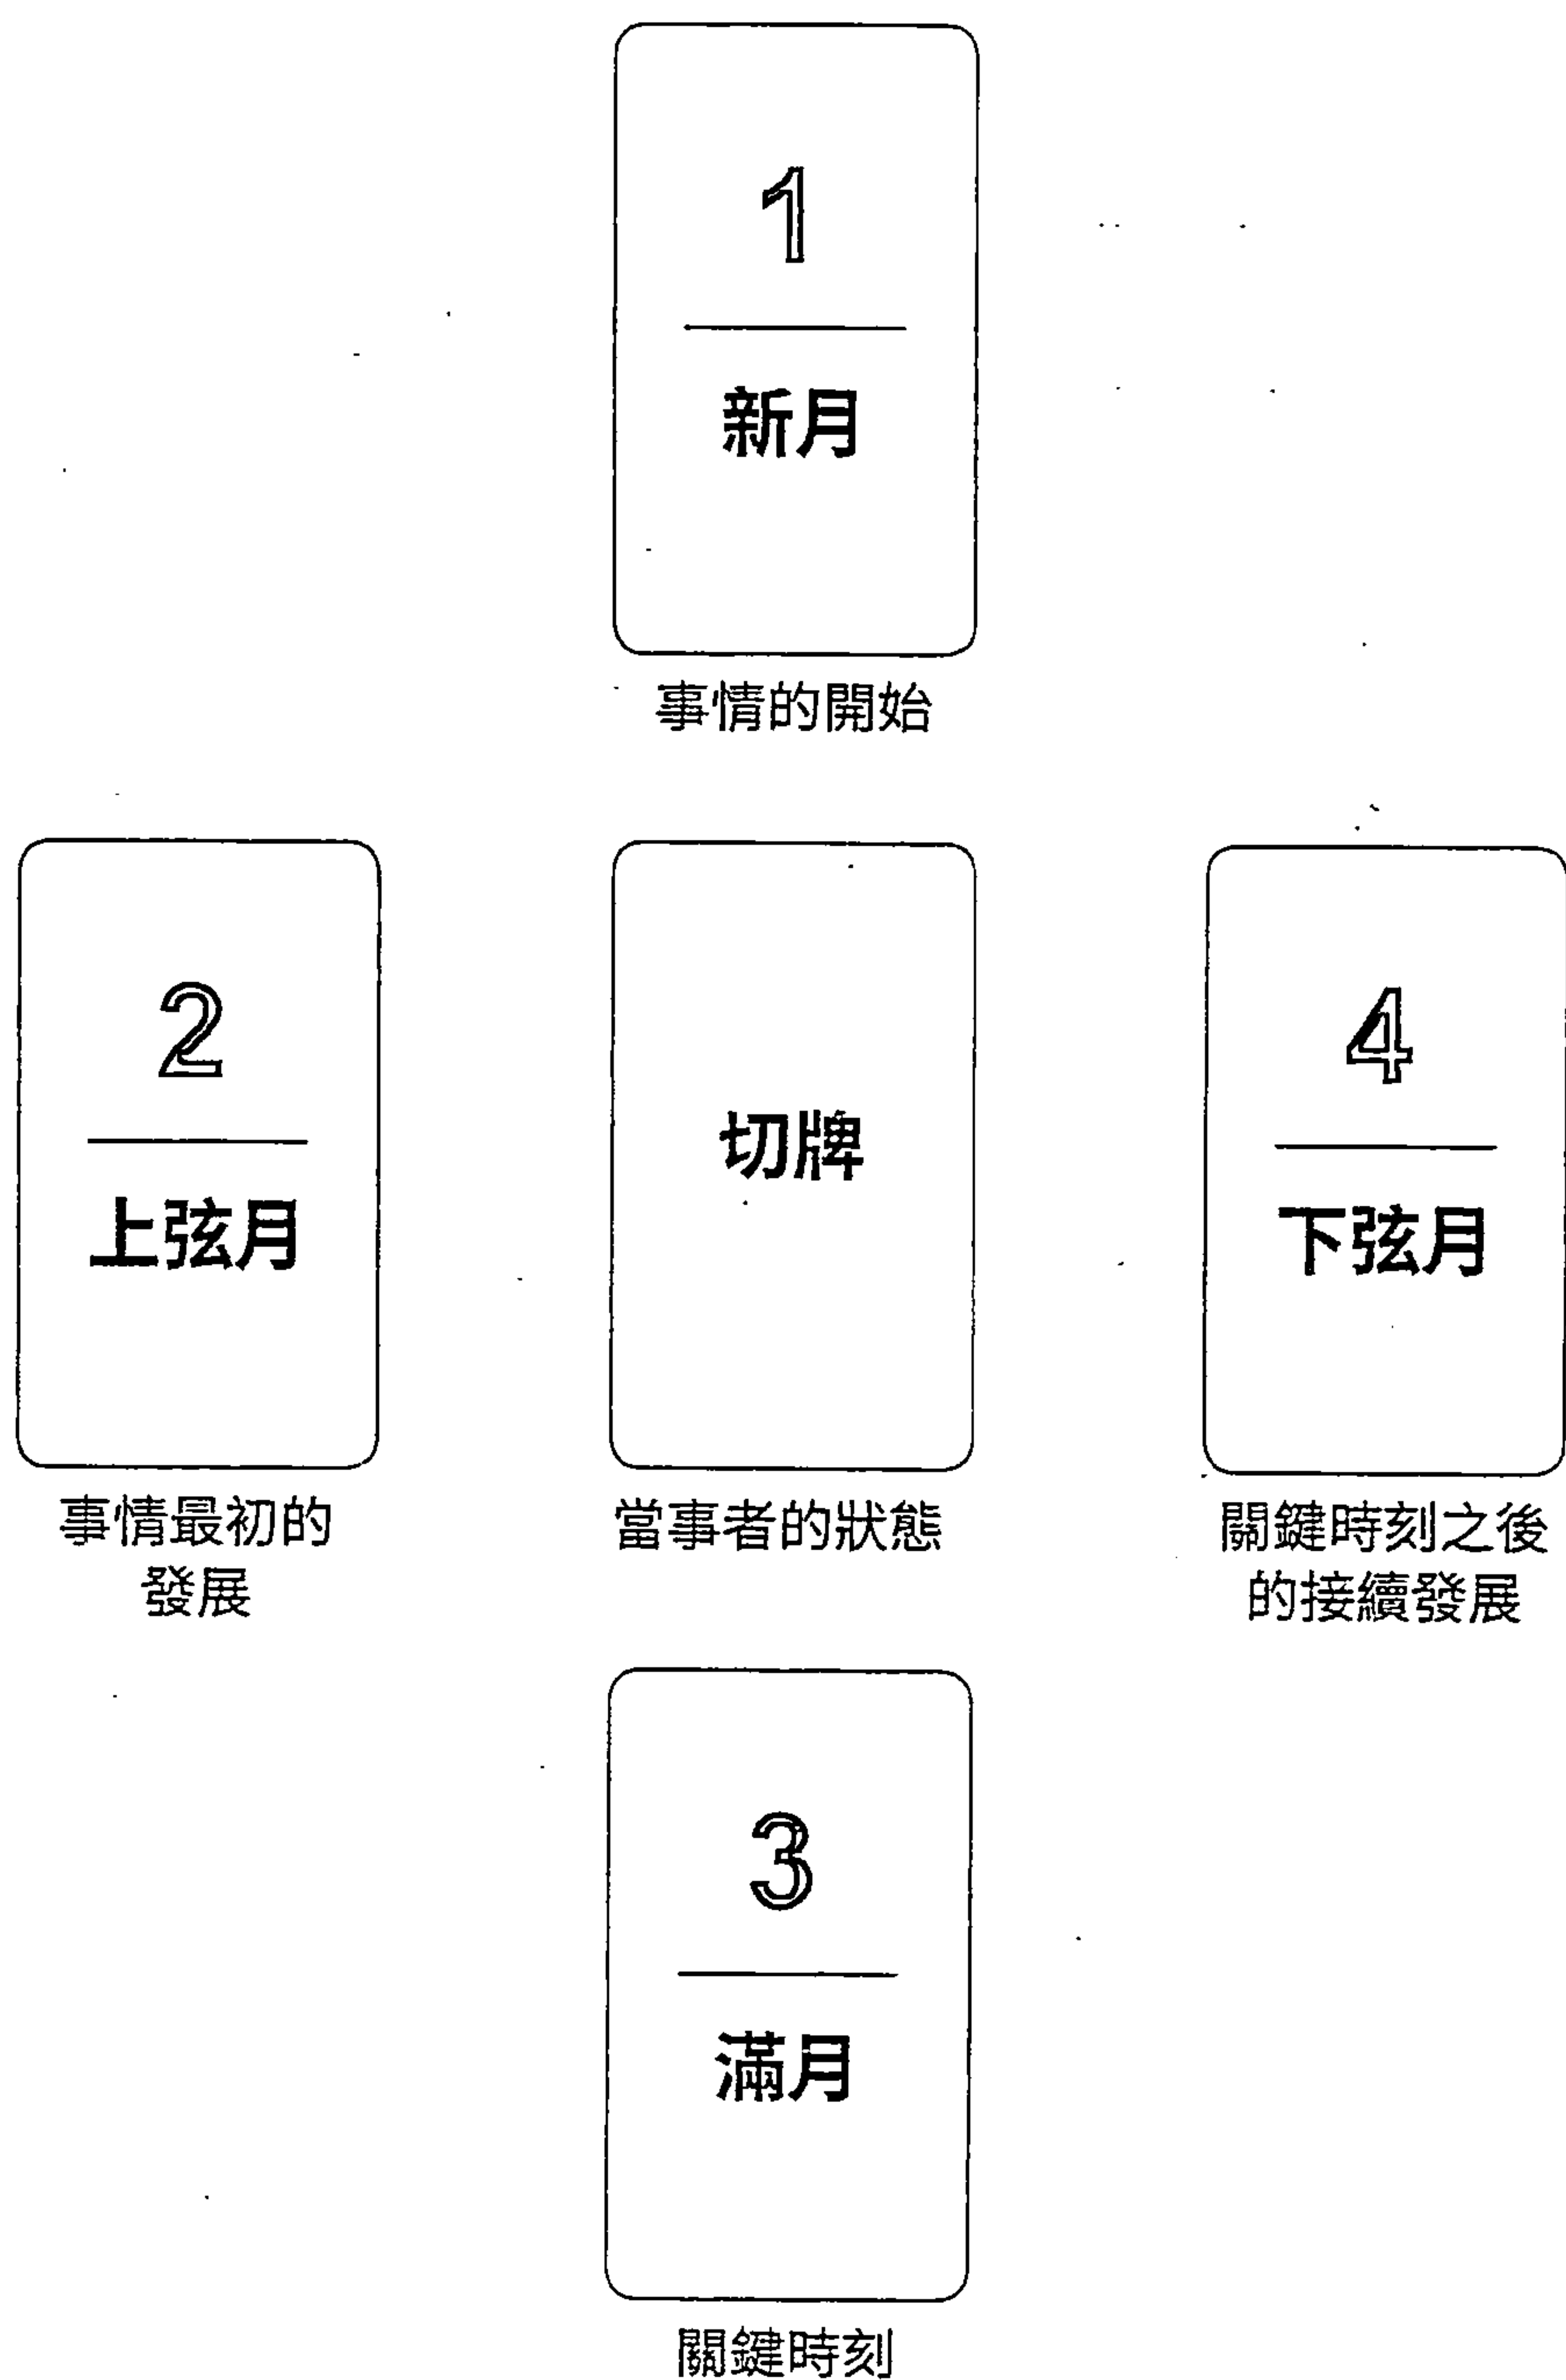 1
新月
事情的開始
2
上弦月
事情最初的
發展
切牌
當事者的狀態
4
下弦月
關鍵時刻之後
的接續發展
3
滿月
關鍵時刻